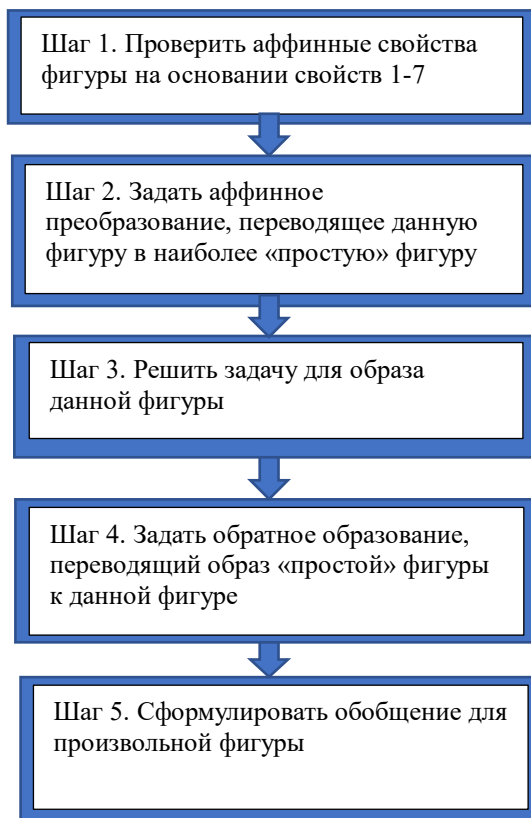 Шаг 1. Проверить аффинные свойства
фигуры на основании свойств 1-7
Шаг 2. Задать аффинное
преобразование, переводящее данную
фигуру в наиболее «простую» фигуру
Шаг 3. Решить задачу для образа
данной фигуры
Шаг 4. Задать обратное образование,
переводящий образ «простой» фигуры
к данной фигуре
Шаг 5. Сформулировать обобщение для
произвольной фигуры